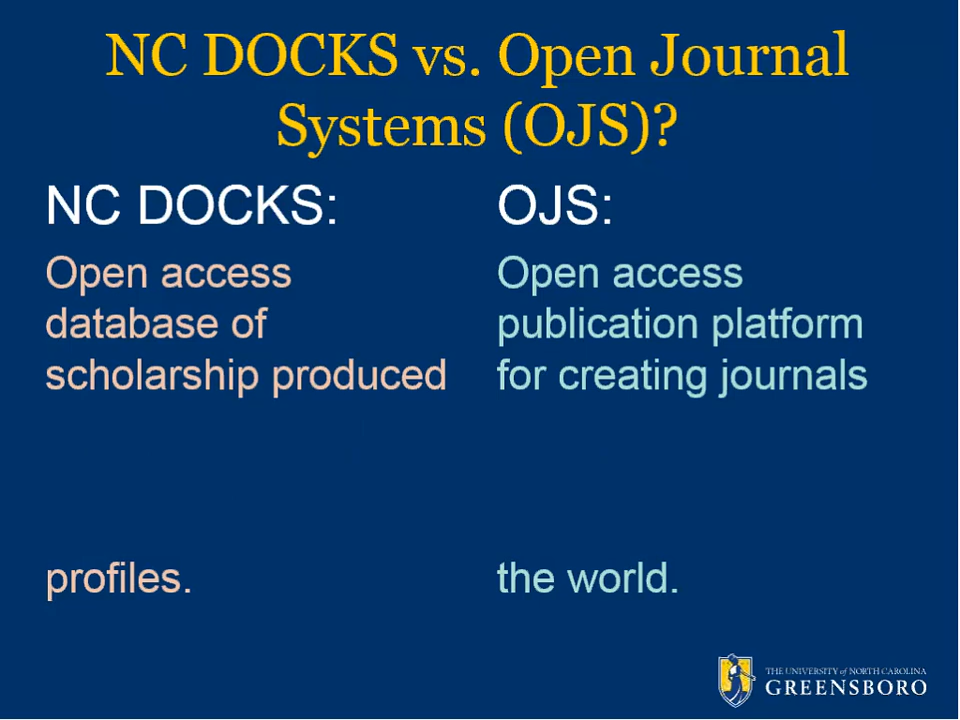 NC DOCKS vs. Open Journal
Systems (OJS)?
NC DOCKS:
Open access
database of
scholarship produced
profiles.
OJS:
Open access
publication platform
for creating journals
the world.
THE UNIVERSITY of NORTH CAROLINA
GREENSBORO